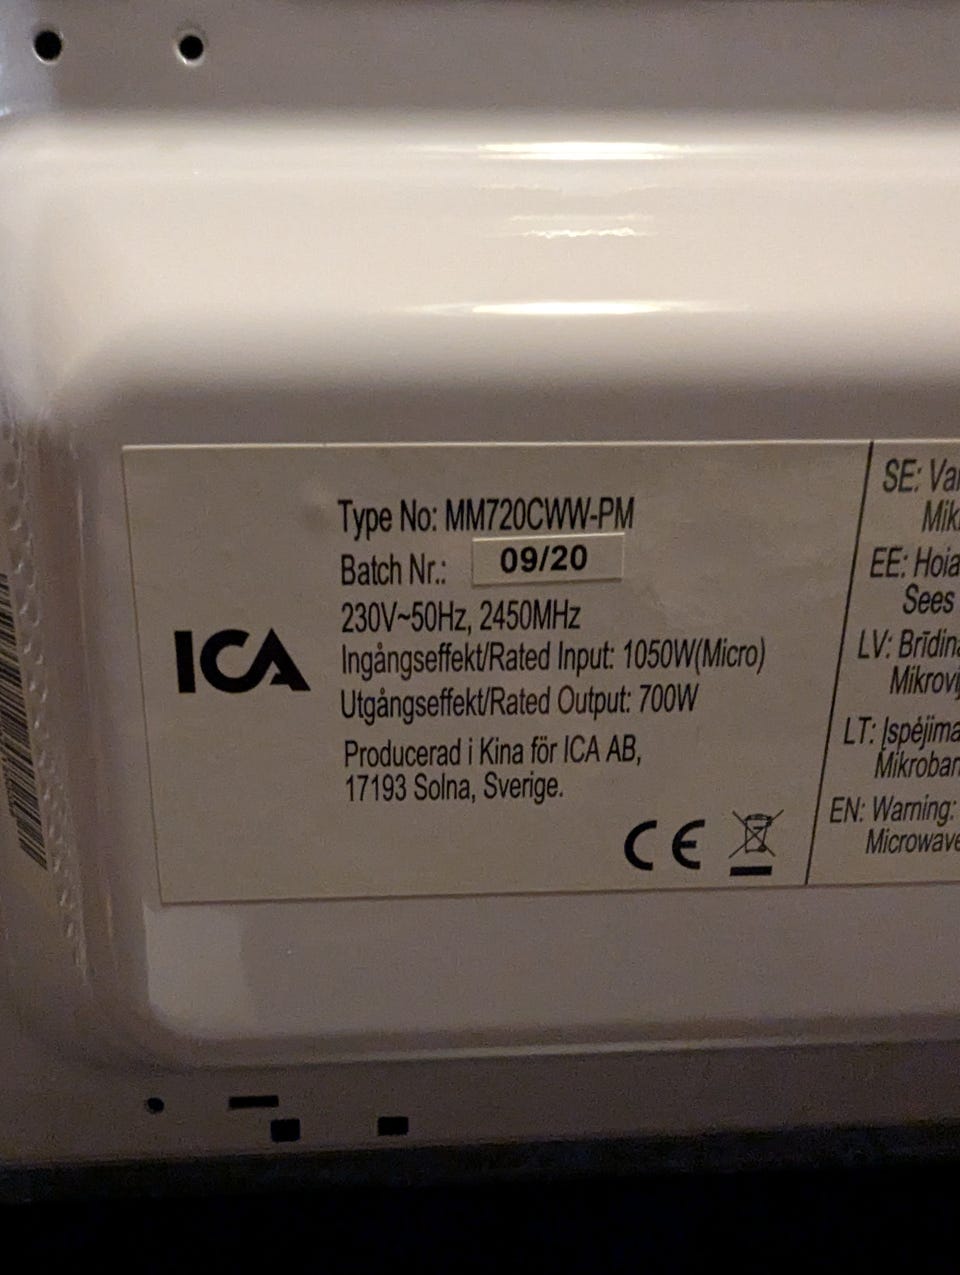 Type No: MM720CWW-PM
Batch Nr.: 09/20
230V~50Hz, 2450MHz
ICA
Ingångseffekt/Rated Input: 1050W(Micro)
Utgångseffekt/Rated Output: 700W
Producerad i Kina för ICA AB,
17193 Solna, Sverige.
CE
SE:
EE:
Sees
LV:
LT:
EN: Warning: